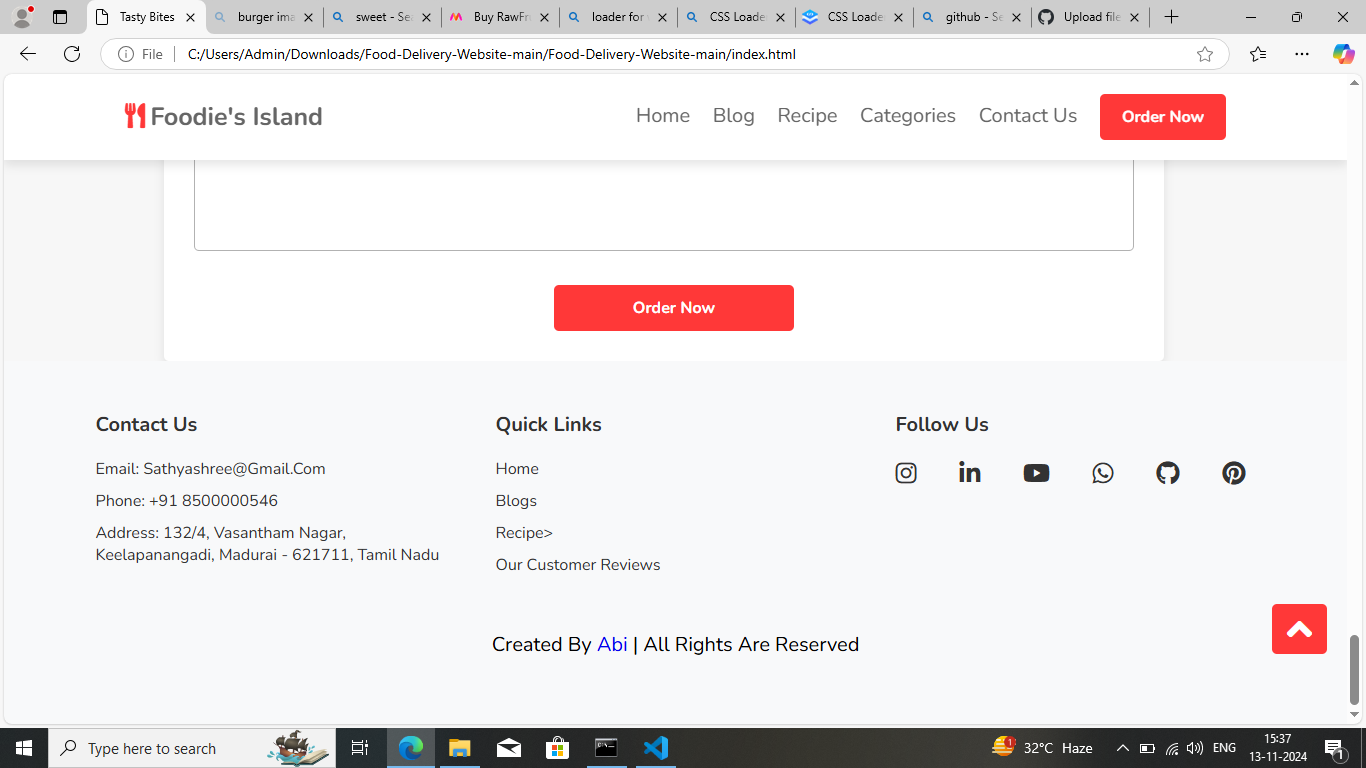 Tasty Bites
burger ima
sweet - Se
Buy RawFr
loader for
CSS Loade
CSS Loade
github - Se
Upload file
File
C:/Users/Admin/Downloads/Food-Delivery-Website-main/Food-Delivery-Website-main/index.html
Foodie's Island
Home Blog Recipe Categories Contact Us Order Now
Order Now
Contact Us
Email: Sathyashree@Gmail.Com
Phone: +91 8500000546
Address: 132/4, Vasantham Nagar,
Keelapanangadi, Madurai - 621711, Tamil Nadu
Quick Links
Home
Blogs
Recipe>
Our Customer Reviews
Follow Us
Created By Abi | All Rights Are Reserved
Type here to search
1
32°C Haze
ENG
15:37
13-11-2024
1